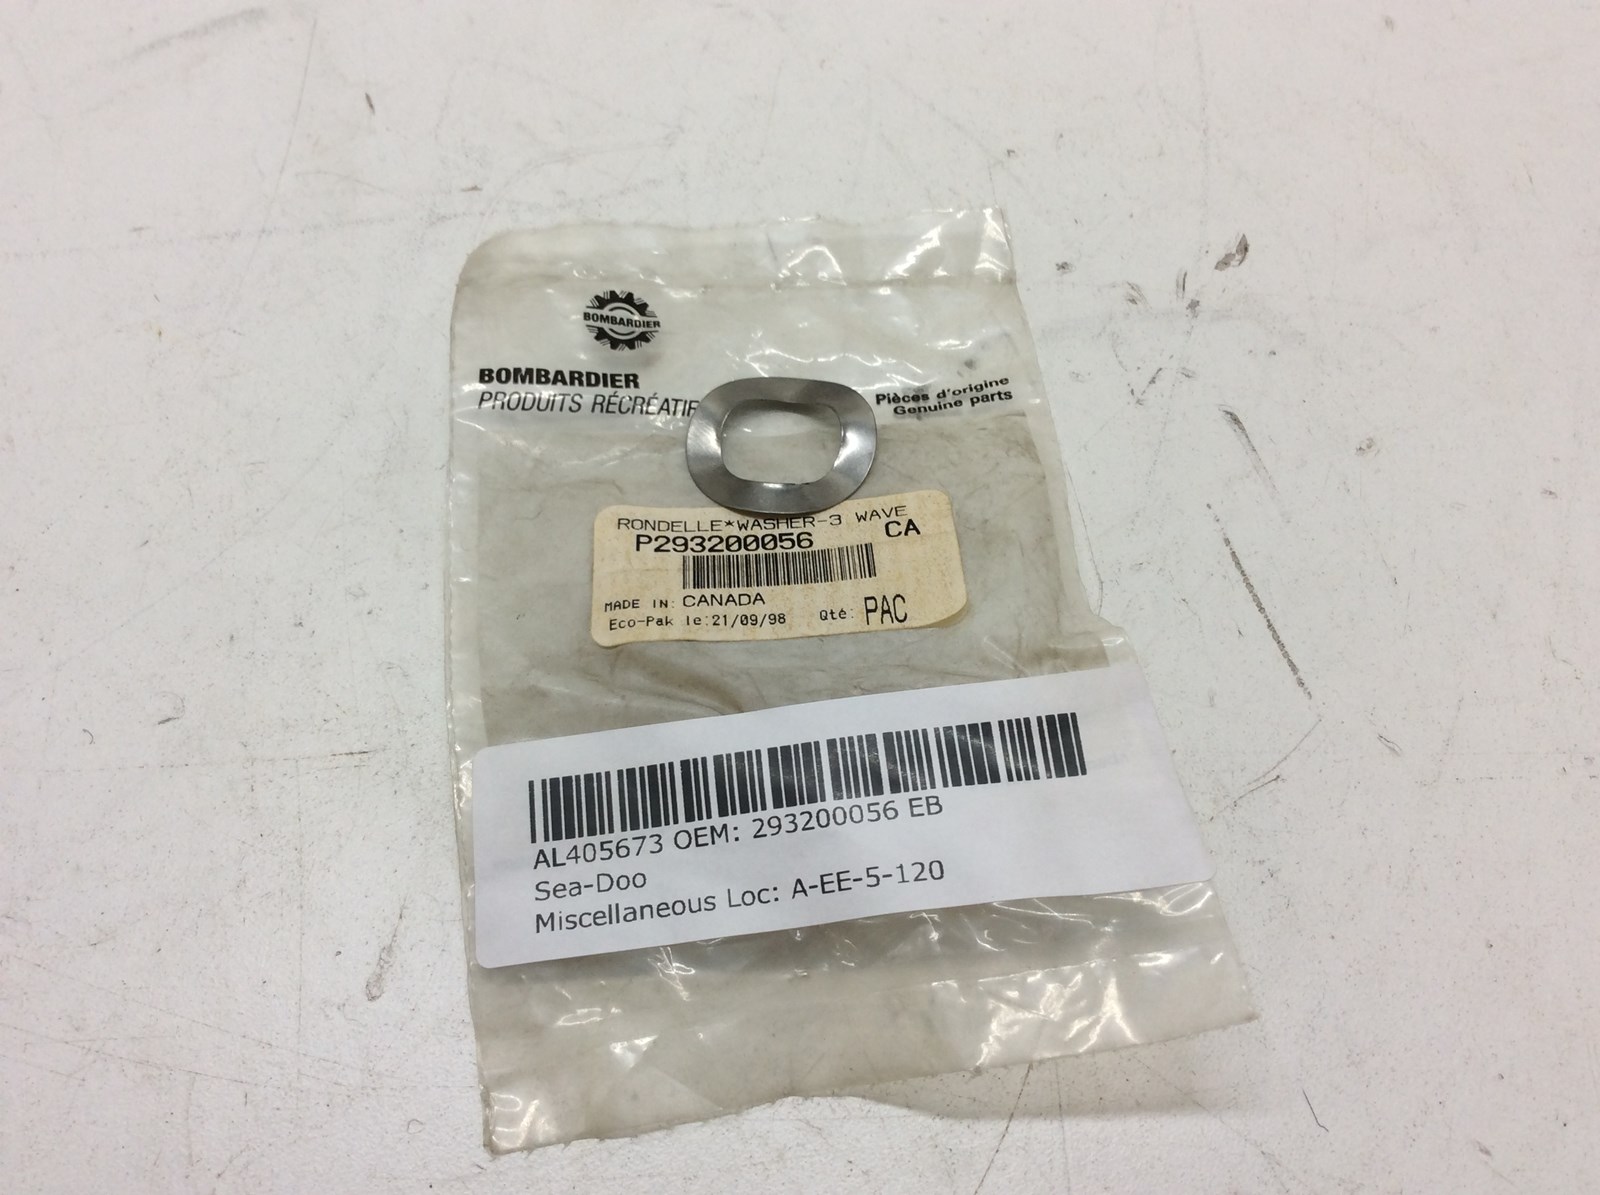 BOMBARDIER
BOMBARDIER
PRODUITS RÉCRÉATIF
Pièces d'origine
Genuine parts
RONDELLE*WASHER-3 WAVE
P293200056 CA
MADE IN: CANADA
Eco-Pak le:21/09/98 Qté: PAC
AL405673 OEM: 293200056 EB
Sea-Doo
Miscellaneous Loc: A-EE-5-120